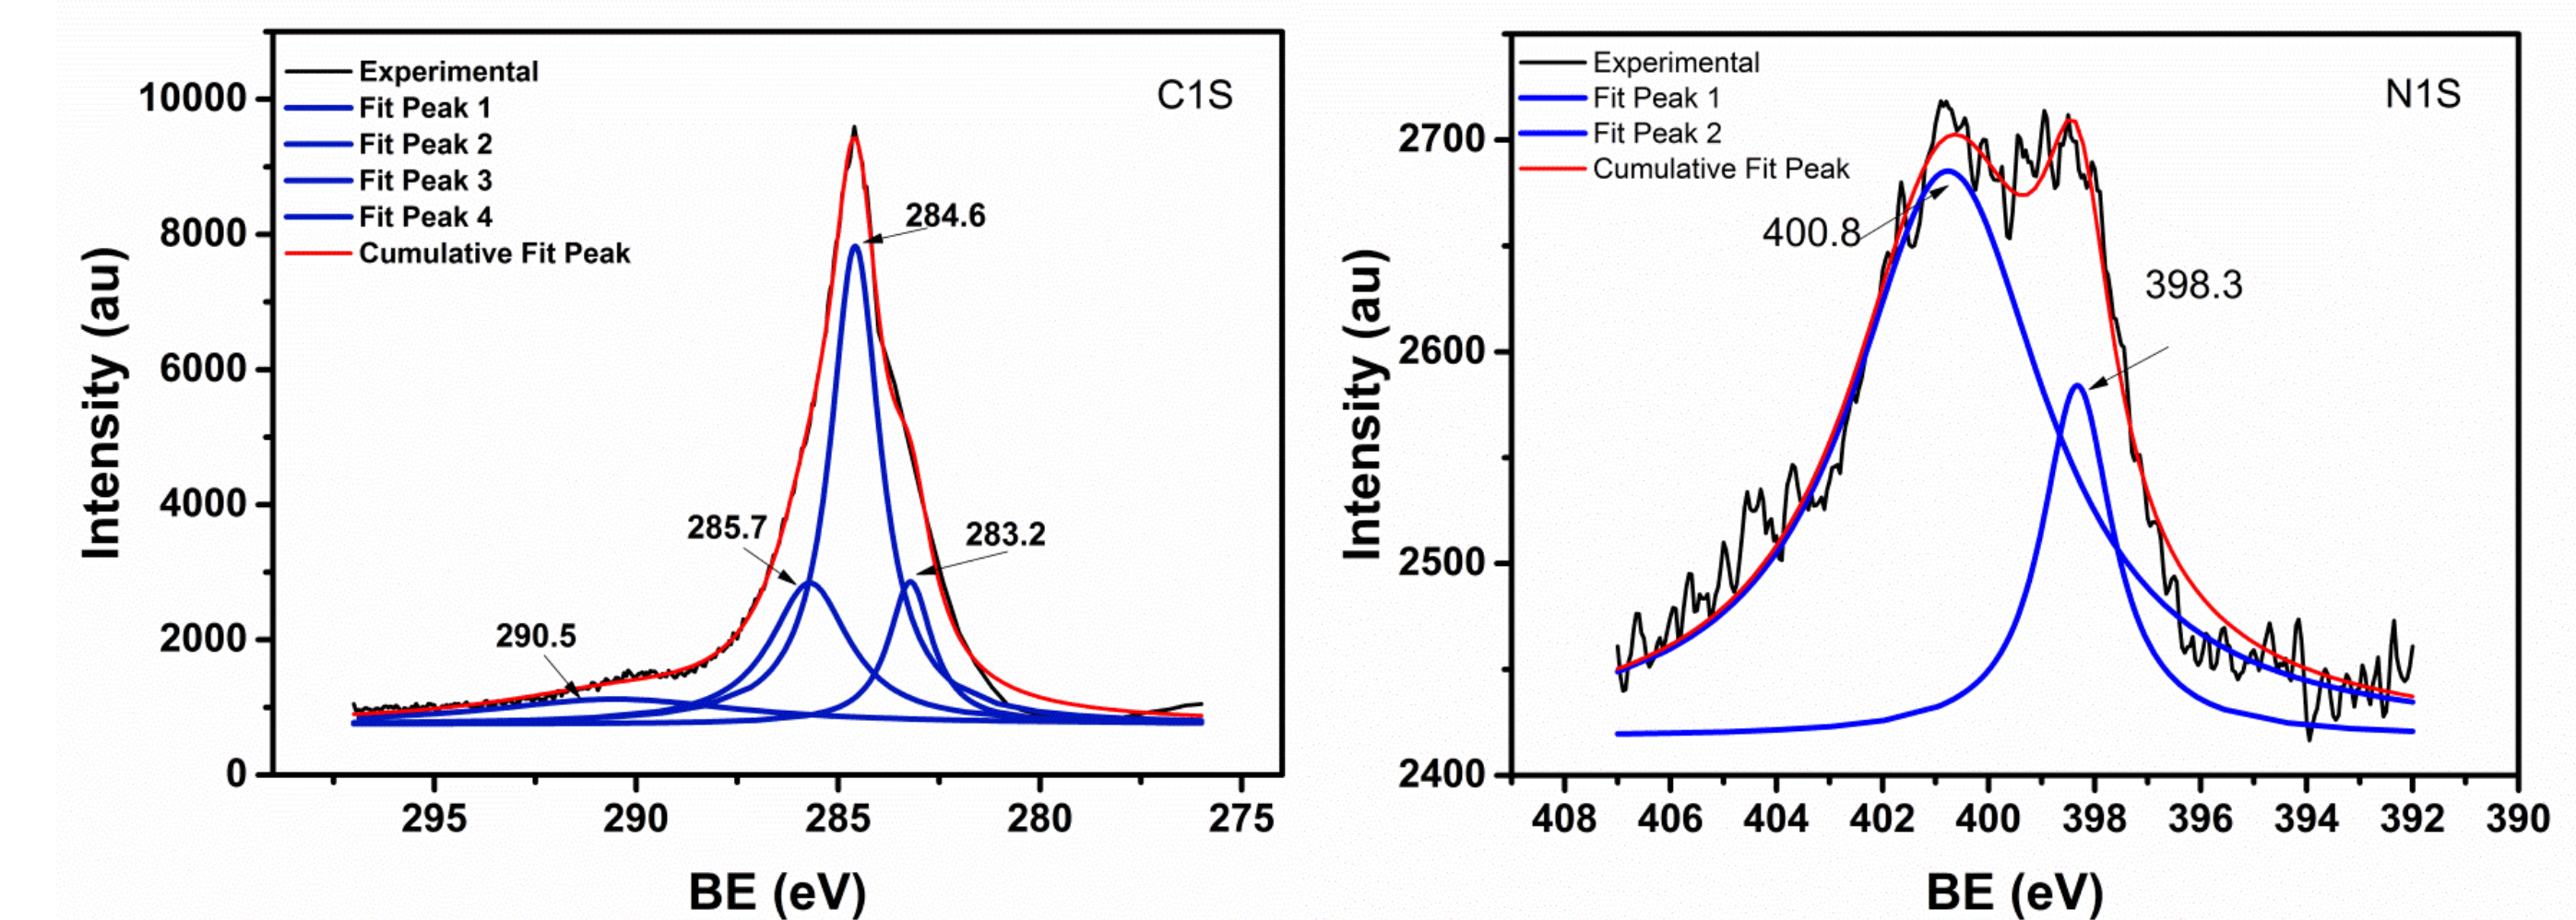 Experimental
Fit Peak 1
Fit Peak 2
Fit Peak 3
Fit Peak 4
Cumulative Fit Peak
C1S
284.6
285.7
283.2
290.5
10000
8000
6000
4000
2000
0
Intensity (au)
295
290
285
280
275
BE (eV)
Experimental
Fit Peak 1
Fit Peak 2
Cumulative Fit Peak
N1S
400.8
398.3
2700
2600
2500
2400
Intensity (au)
408
406
404
402
400
398
396
394
392
390
BE (eV)